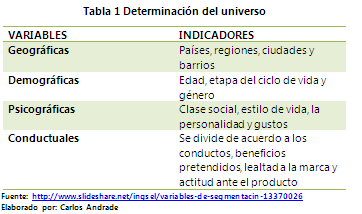 Tabla 1 Determinación del universo
VARIABLES INDICADORES
Geográficas Países, regiones, ciudades y
barrios
Demográficas Edad, etapa del ciclo de vida y
género
Psicográficas Clase social, estilo de vida, la
personalidad y gustos
Conductuales Se divide de acuerdo a los
conductos, beneficios
pretendidos, lealtad a la marca y
actitud ante el producto
Fuente: http://www.slideshare.net/ingsel/variables-de-segmentacin-13370026
Elaborado por: Carlos Andrade